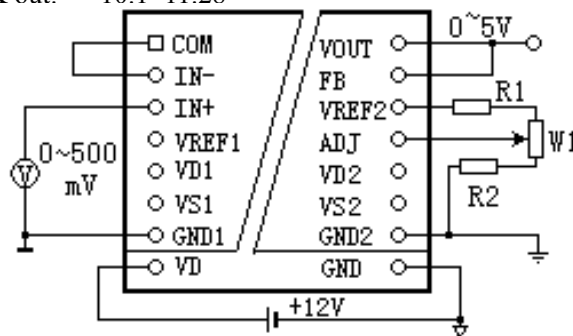 out.      10.1  11.28
COM
IN-
IN+
VREF1
VD1
VS1
GND1
VD
VOUT
FB
VREF2
ADJ
VD2
VS2
GND2
GND
0~5V
R1
W1
R2
V
0~500
mV
+12V